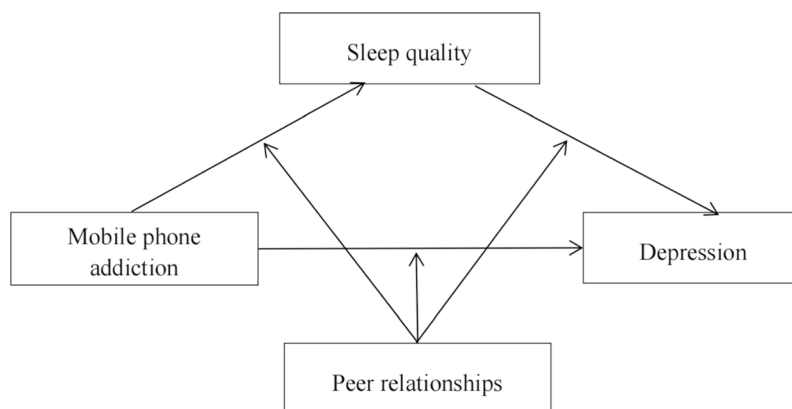 Sleep quality
Mobile phone
addiction
Depression
Peer relationships